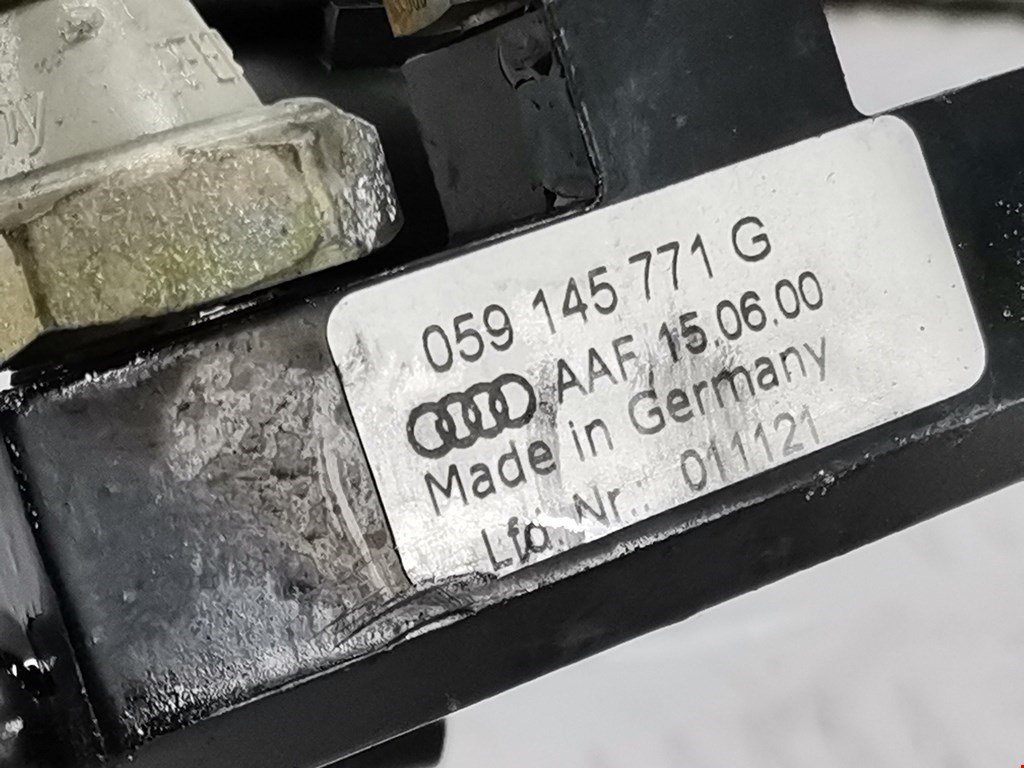 059 145 771 G
AAF 15.06.00
Made in Germany
Lfd. Nr.: 011121